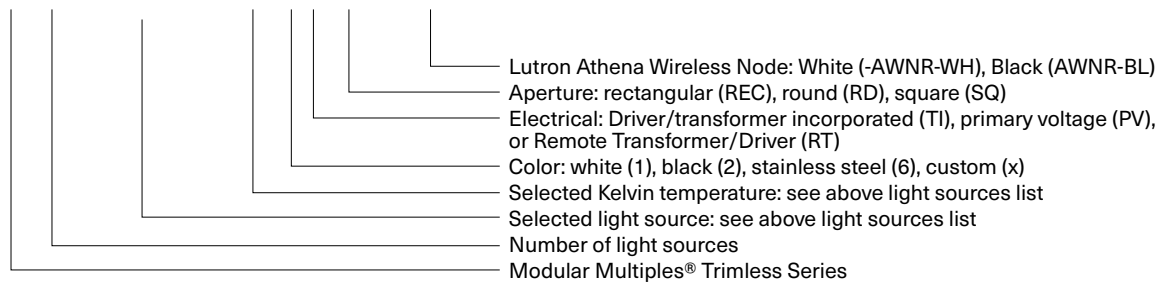 Lutron Athena Wireless Node: White (-AWNR-WH), Black (AWNR-BL)
Aperture: rectangular (REC), round (RD), square (SQ)
Electrical: Driver/transformer incorporated (TI), primary voltage (PV),
or Remote Transformer/Driver (RT)
Color: white (1), black (2), stainless steel (6), custom (x)
Selected Kelvin temperature: see above light sources list
Selected light source: see above light sources list
Number of light sources
Modular Multiples® Trimless Series